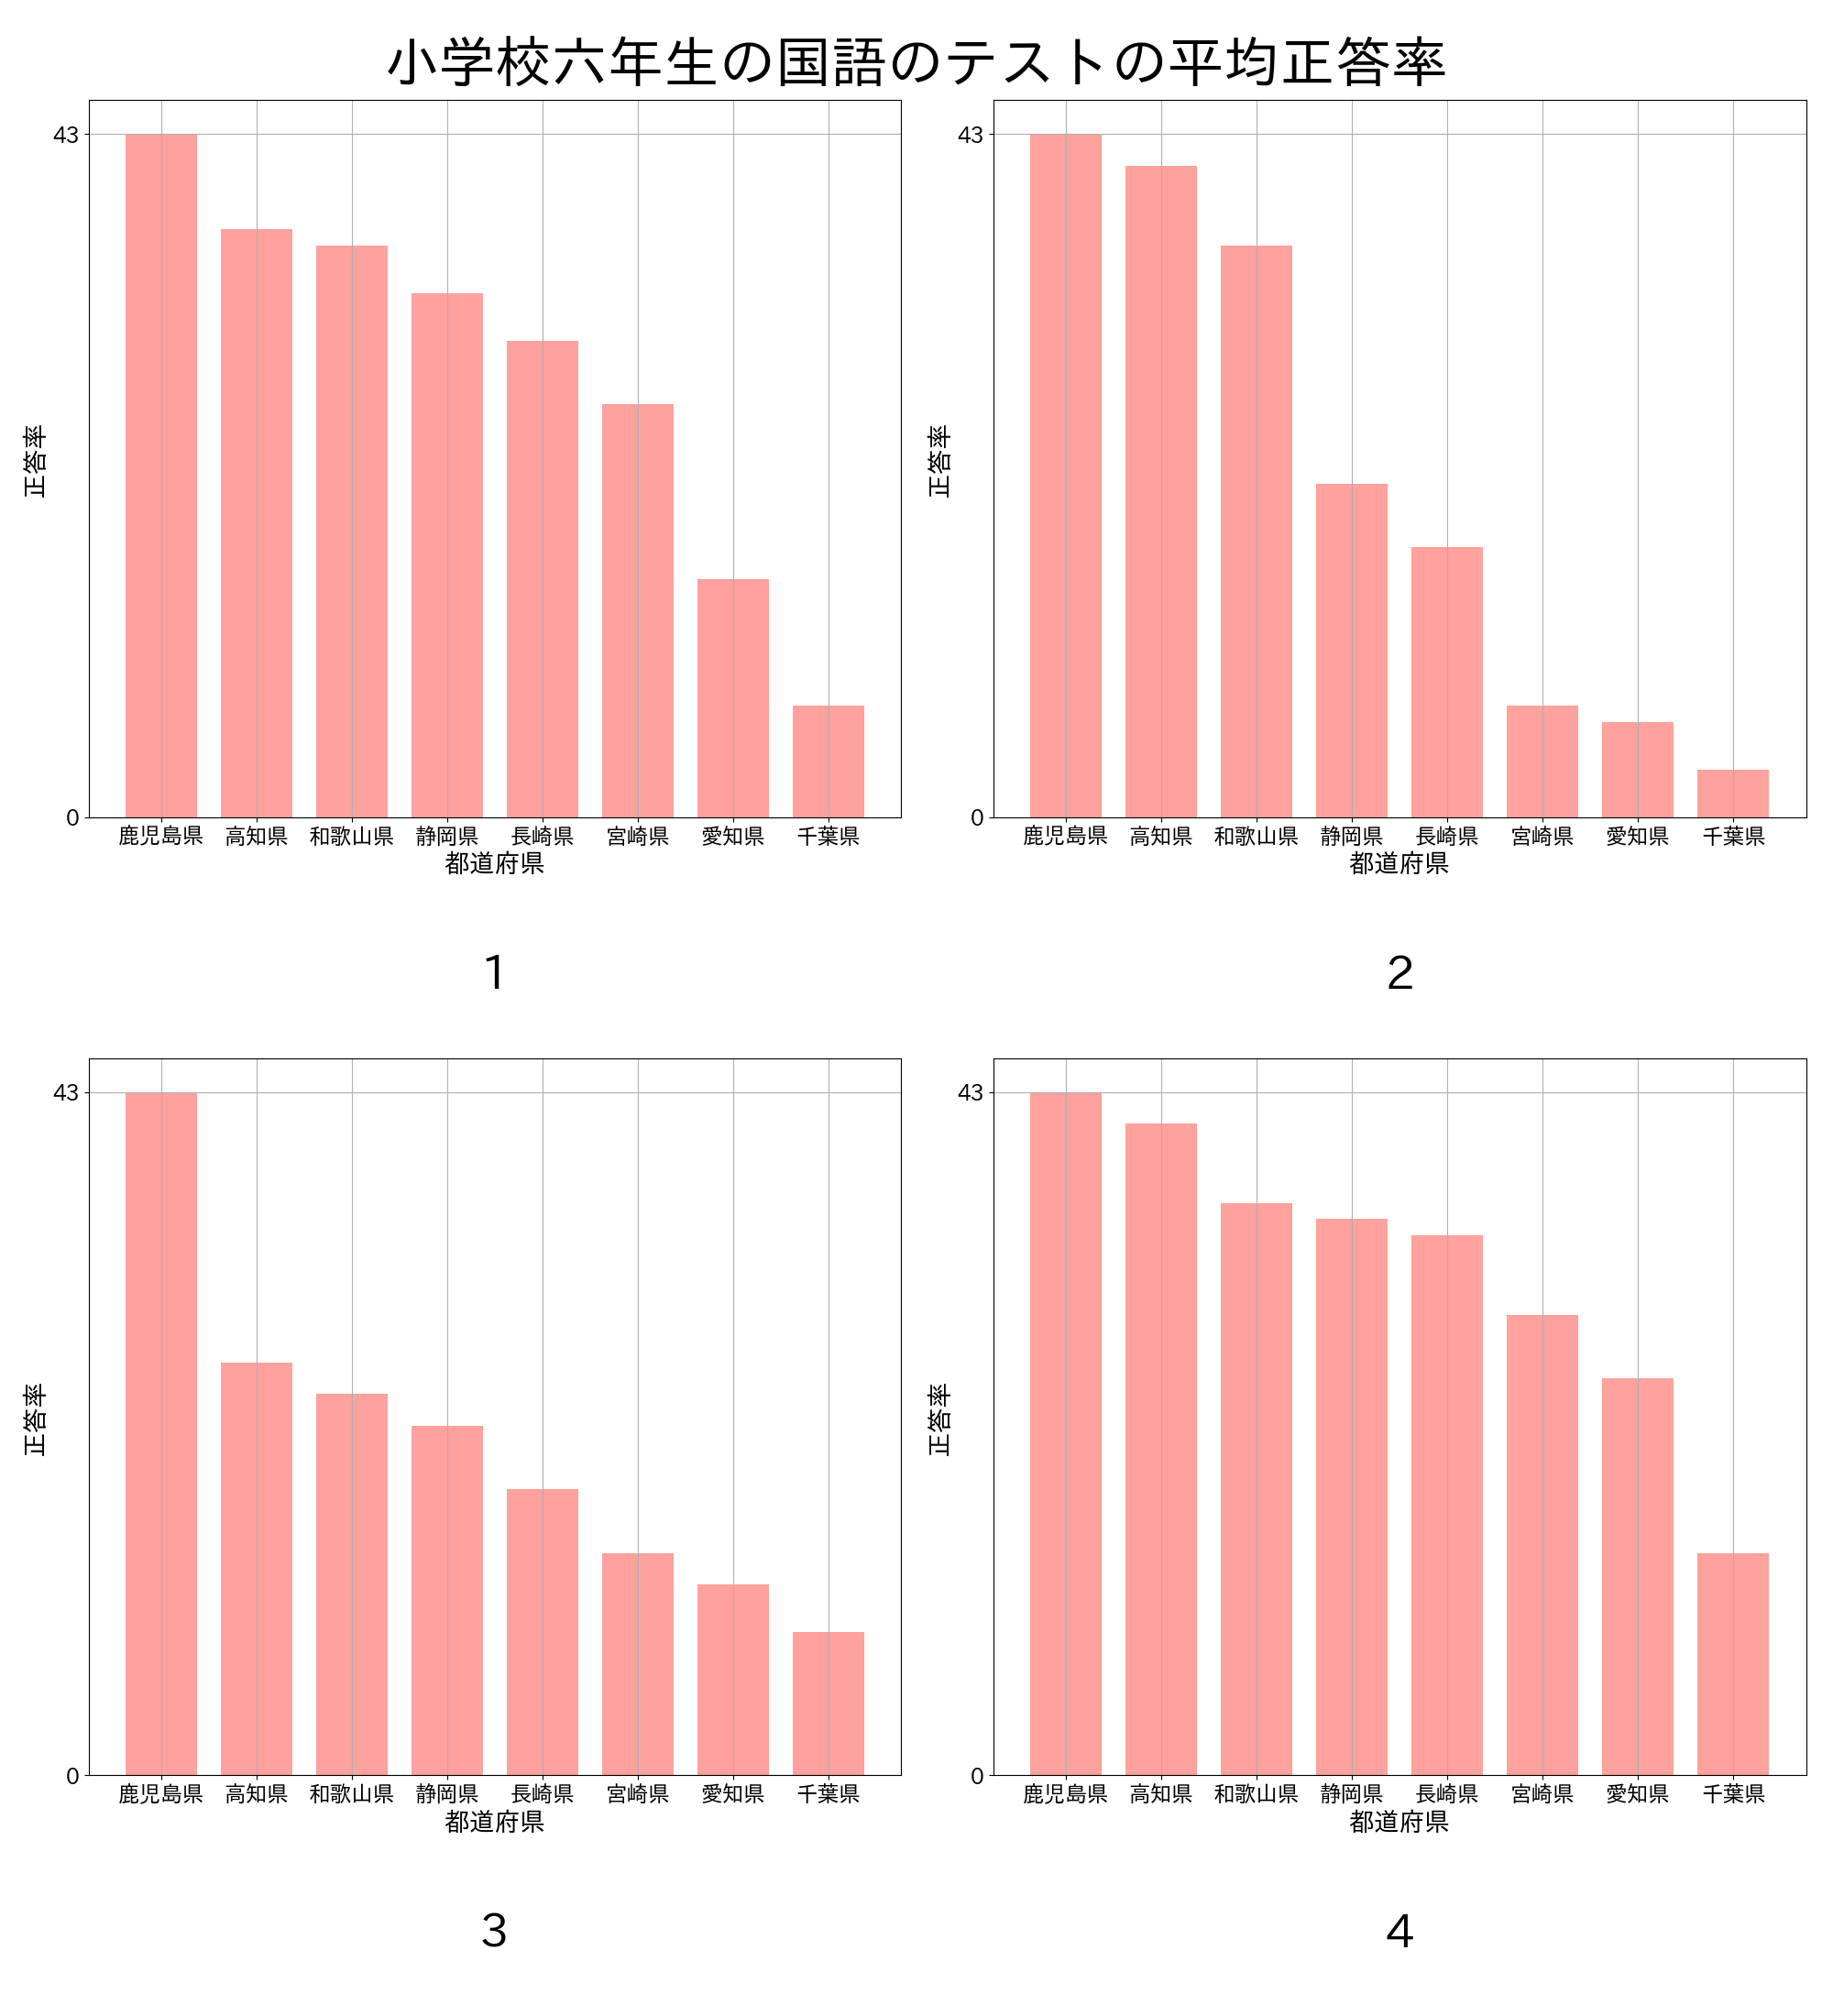 小学校六年生の国語のテストの平均正答率
43
0
正答率
鹿児島県 高知県 和歌山県 静岡県 長崎県 宮崎県 愛知県 千葉県
都道府県
1
43
0
正答率
鹿児島県 高知県 和歌山県 静岡県 長崎県 宮崎県 愛知県 千葉県
都道府県
2
43
0
正答率
鹿児島県 高知県 和歌山県 静岡県 長崎県 宮崎県 愛知県 千葉県
都道府県
3
43
0
正答率
鹿児島県 高知県 和歌山県 静岡県 長崎県 宮崎県 愛知県 千葉県
都道府県
4